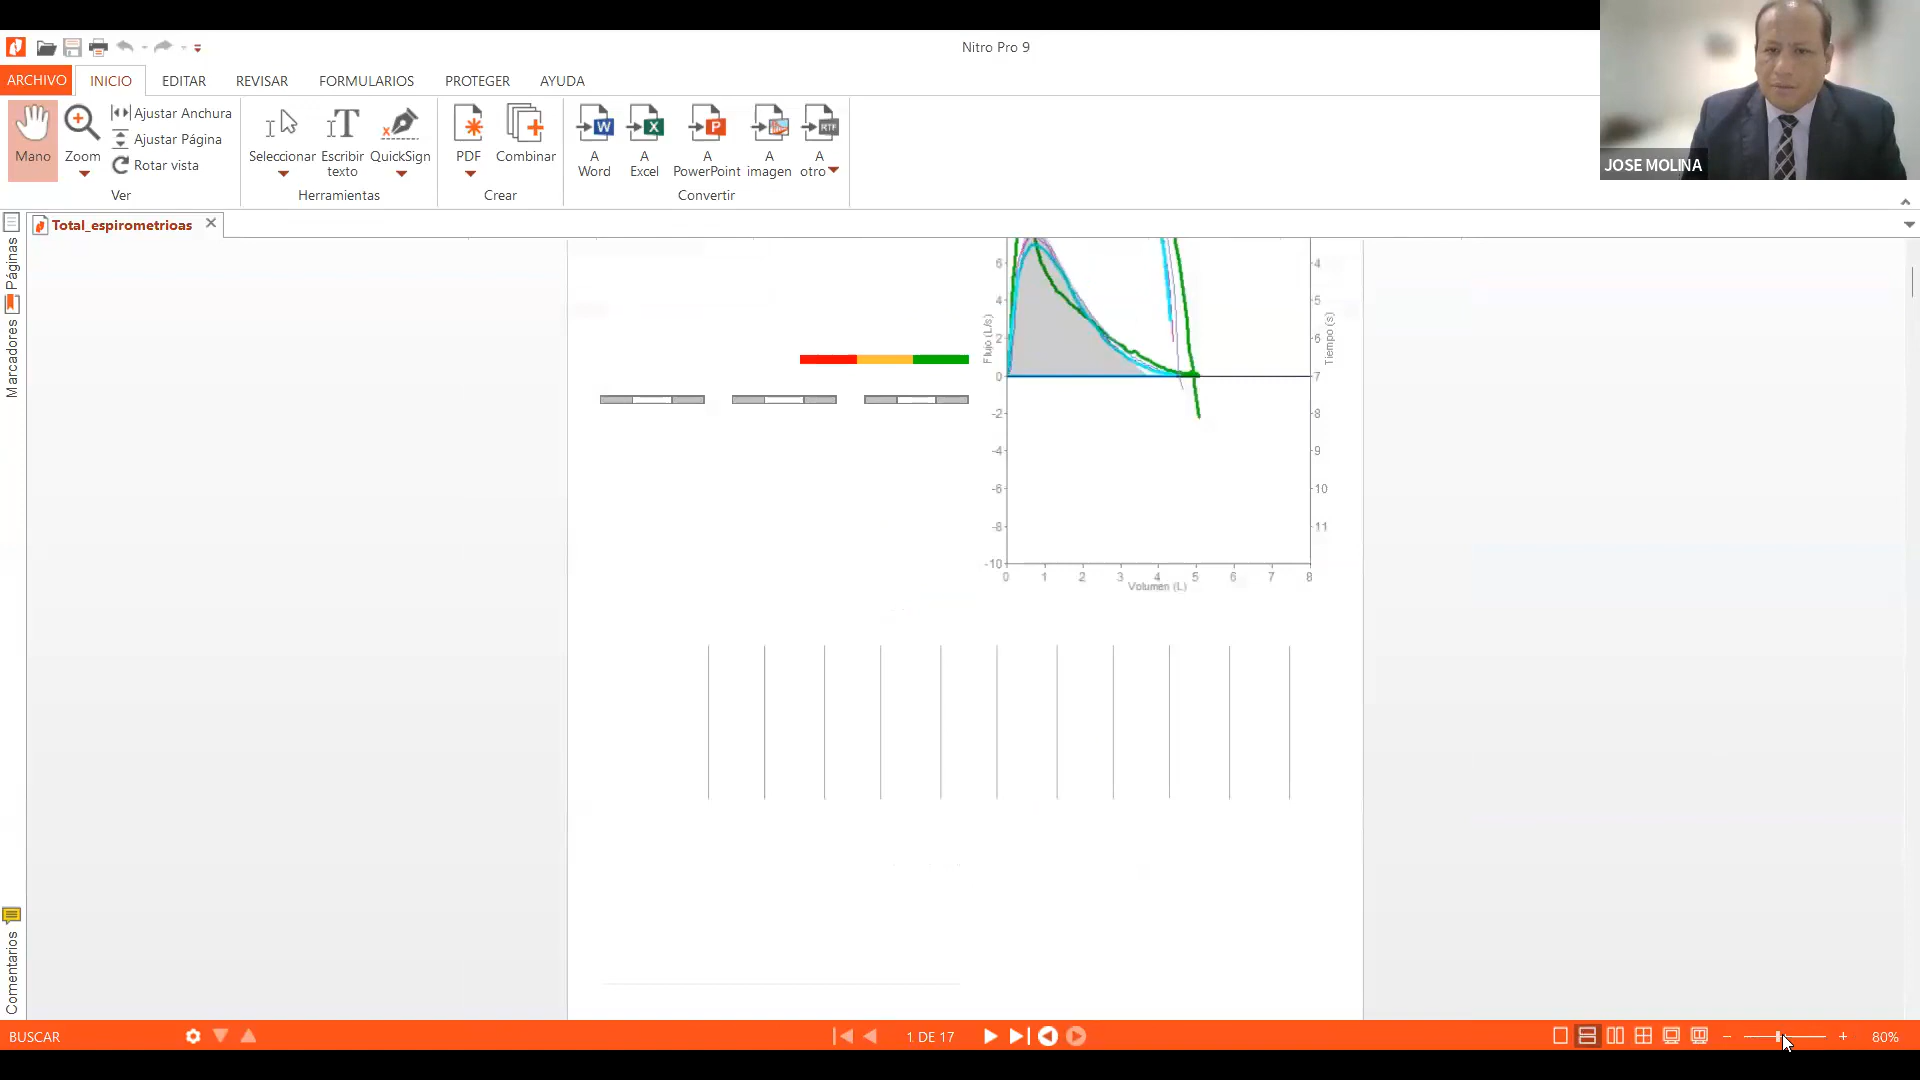 Nitro Pro 9
ARCHIVO INICIO EDITAR REVISAR FORMULARIOS PROTEGER AYUDA
Mano
Zoom
Ajustar Anchura
Ajustar Página
Rotar vista
Ver
Seleccionar
Escribir texto
QuickSign
Herramientas
PDF
Combinar
Crear
A Word
A Excel
A PowerPoint
A imagen
A otro
Convertir
JOSE MOLINA
Total_espirometrioas
Páginas
Marcadores
Comentarios
6
4
2
0
-2
-4
-6
-8
-10
Flujo (L/s)
4
5
6
7
8
9
10
11
Tiempo (s)
0 1 2 3 4 5 6 7 8
Volumen (L)
BUSCAR
1 DE 17
80%